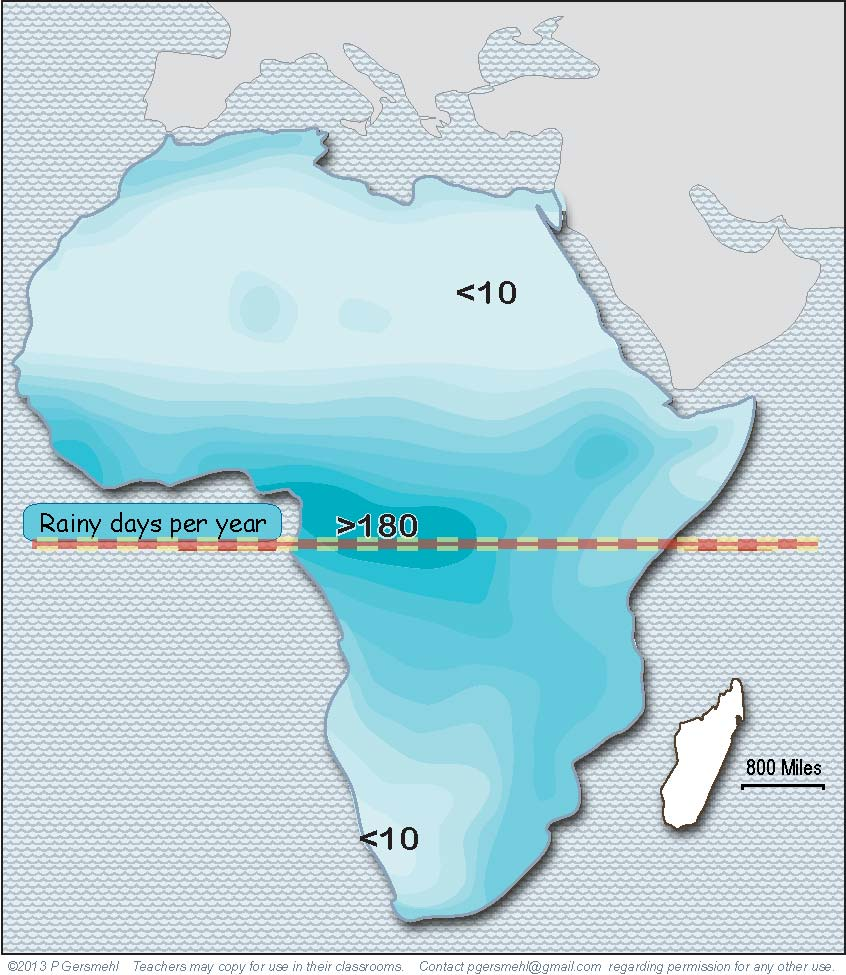 <10
Rainy days per year
>180
800 Miles
<10
©2013 P Gersmehl Teachers may copy for use in their classrooms. Contact pgersmehl@gmail.com regarding permission for any other use.